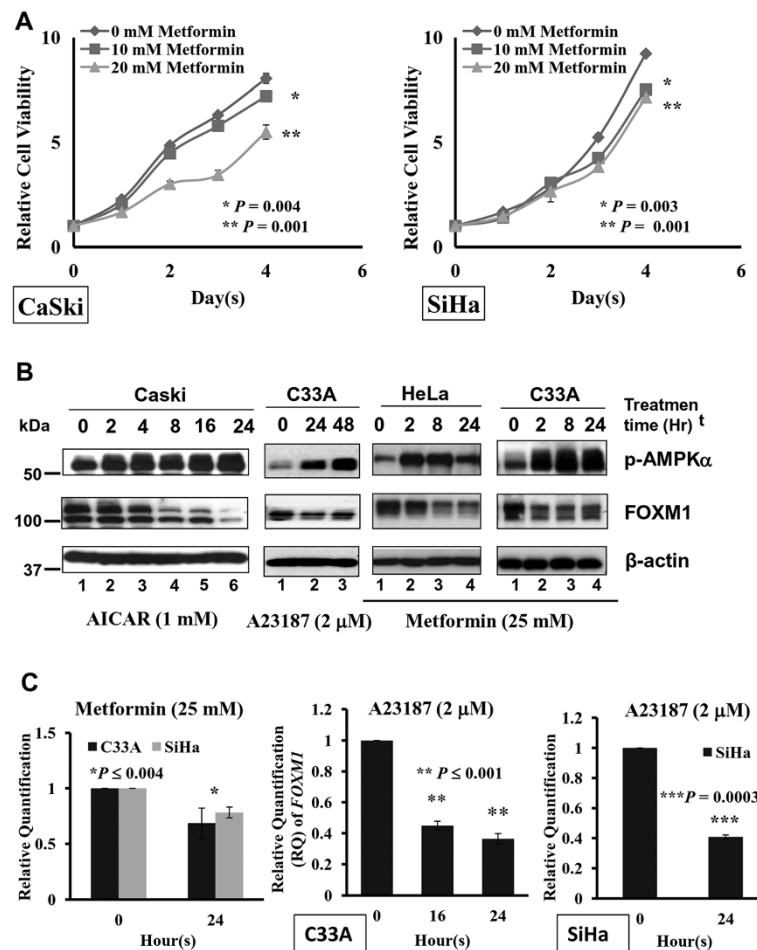 A
0 mM Metformin
10 mM Metformin
20 mM Metformin
Relative Cell Viability
10
5
0
0 2 4 6
Day(s)
* 
**
* P = 0.004
** P = 0.001
CaSki
0 mM Metformin
10 mM Metformin
20 mM Metformin
Relative Cell Viability
10
5
0
0 2 4 6
Day(s)
*
**
* P = 0.003
** P = 0.001
SiHa
B
Caski C33A HeLa C33A
kDa 0 2 4 8 16 24 0 24 48 0 2 8 24 0 2 8 24 Treatmen
time (Hr) t
50 p-AMPKα
100 FOXM1
37 β-actin
1 2 3 4 5 6 1 2 3 1 2 3 4 1 2 3 4
AICAR (1 mM) A23187 (2 μM) Metformin (25 mM)
C
Metformin (25 mM)
Relative Quantification
1.5
1
0.5
0
C33A SiHa
*P ≤ 0.004
*
0 24
Hour(s)
A23187 (2 μM)
Relative Quantification
(RQ) of FOXM1
1.2
1
0.8
0.6
0.4
0.2
0
** P ≤ 0.001
**
**
0 16 24
Hour(s)
C33A
A23187 (2 μM)
Relative Quantification
1.2
1
0.8
0.6
0.4
0.2
0
SiHa
***P = 0.0003
***
0 24
Hour(s)
SiHa